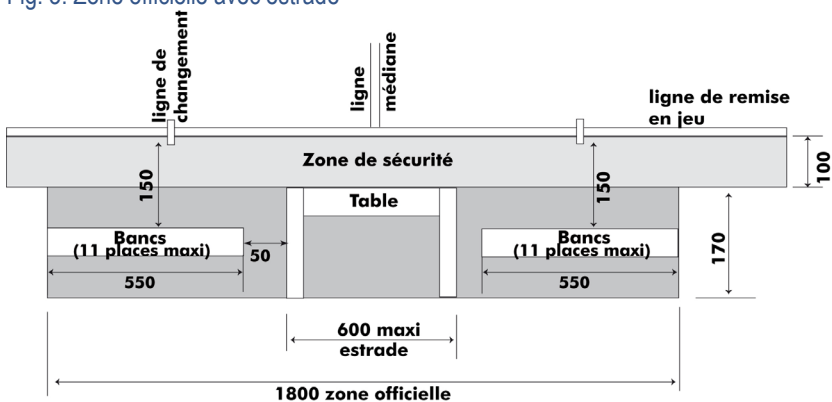 Fig. 9: Zone officielle avec estrade
ligne de
changement
ligne
médiane
ligne de remise
en jeu
Zone de sécurité
100
150
150
Table
Bancs
(11 places maxi)
50
Bancs
(11 places maxi)
170
550
550
600 maxi
estrade
1800 zone officielle